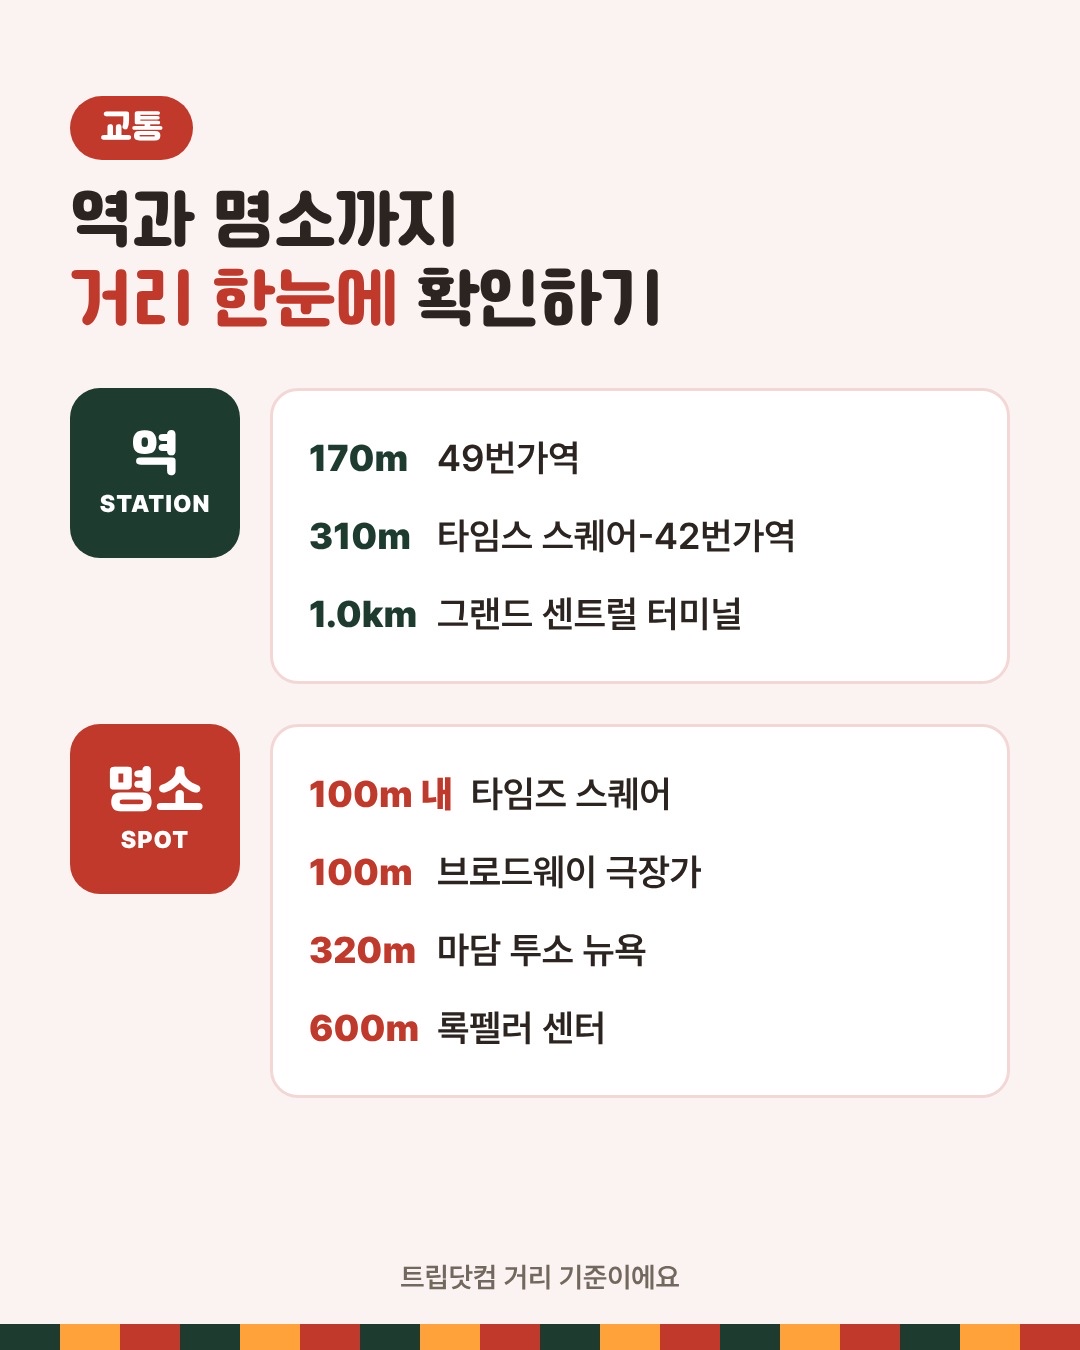 교통
역과 명소까지
거리 한눈에 확인하기
역
STATION
170m 49번가역
310m 타임스 스퀘어-42번가역
1.0km 그랜드 센트럴 터미널
명소
SPOT
100m 내 타임즈 스퀘어
100m 브로드웨이 극장가
320m 마담 투소 뉴욕
600m 록펠러 센터
트립닷컴 거리 기준이에요